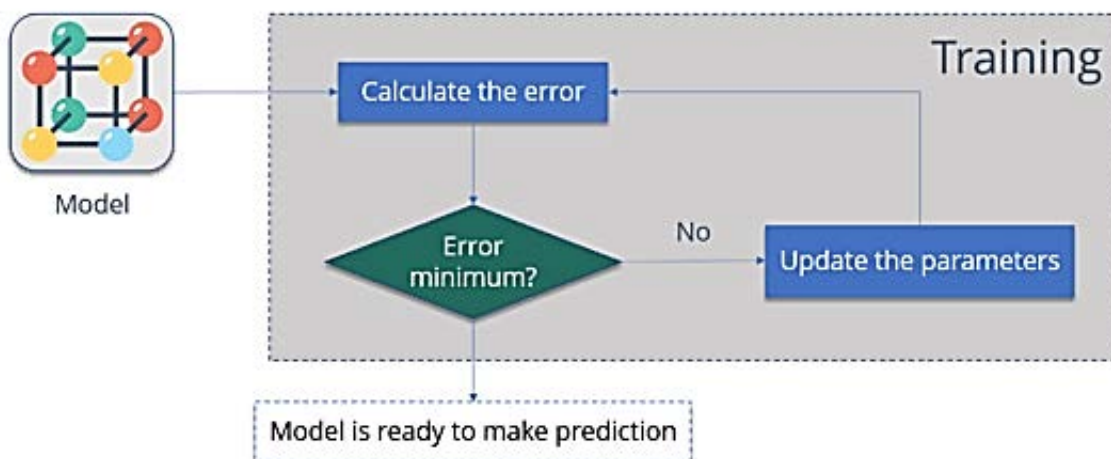 Training
Calculate the error
Model
Error
minimum?
No
Update the parameters
Model is ready to make prediction